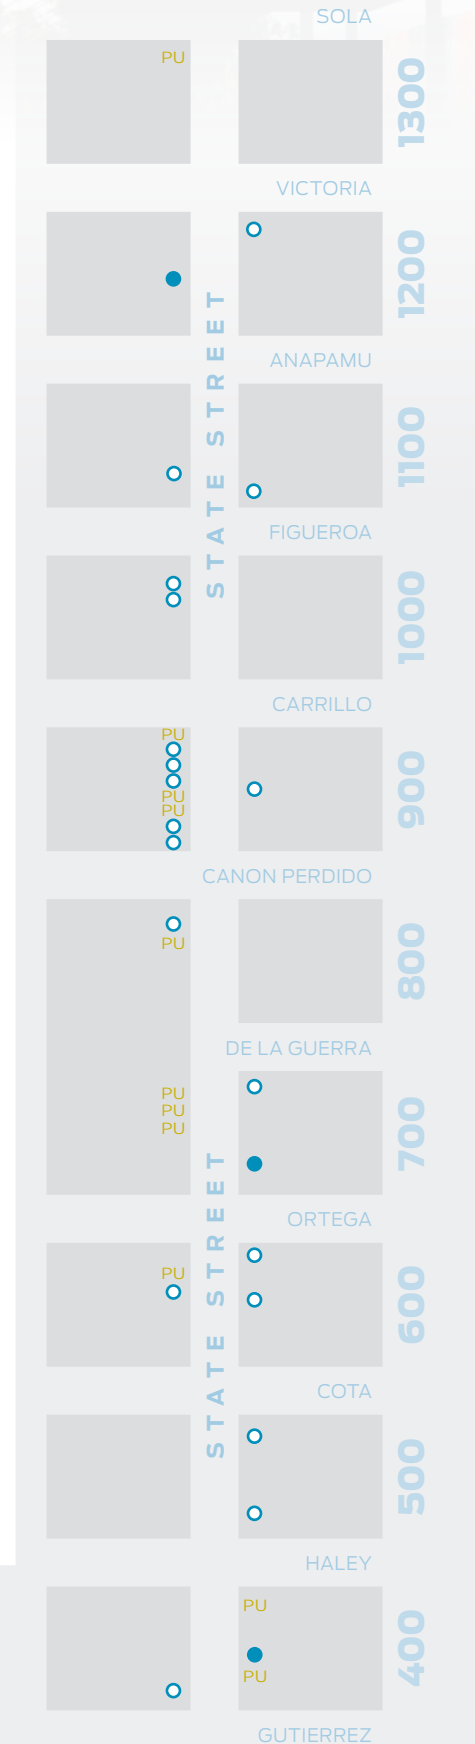 SOLA
PU
1300
VICTORIA
1200
STATE STREET
ANAPAMU
1100
FIGUEROA
1000
CARRILLO
PU
PU
PU
900
CANON PERDIDO
PU
800
DE LA GUERRA
PU
PU
PU
700
STATE STREET
ORTEGA
PU
600
COTA
500
HALEY
PU
PU
400
GUTIERREZ